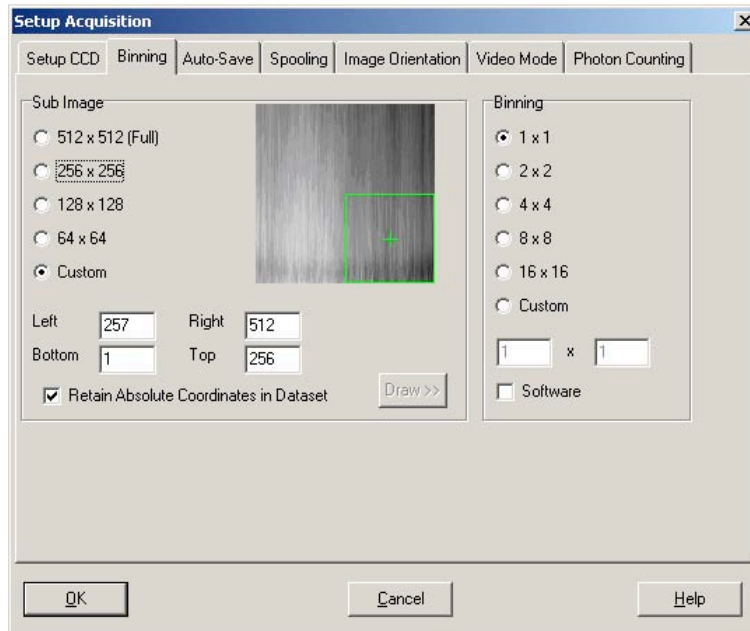 Setup Acquisition
Setup CCD Binning Auto-Save Spooling Image Orientation Video Mode Photon Counting
Sub Image
512 x 512 (Full)
256 x 256
128 x 128
64 x 64
Custom
Left 257 Right 512
Bottom 1 Top 256
Retain Absolute Coordinates in Dataset
Draw >>
Binning
1 x 1
2 x 2
4 x 4
8 x 8
16 x 16
Custom
1 x 1
Software
OK Cancel Help